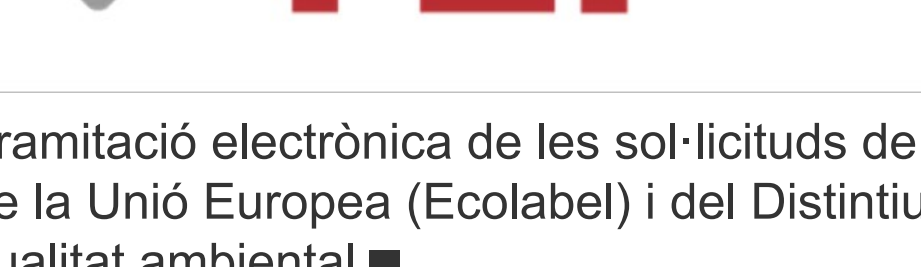 ramitació electrònica de les sol·licituds de
e la Unió Europea (Ecolabel) i del Distintiu
ualitat ambiental